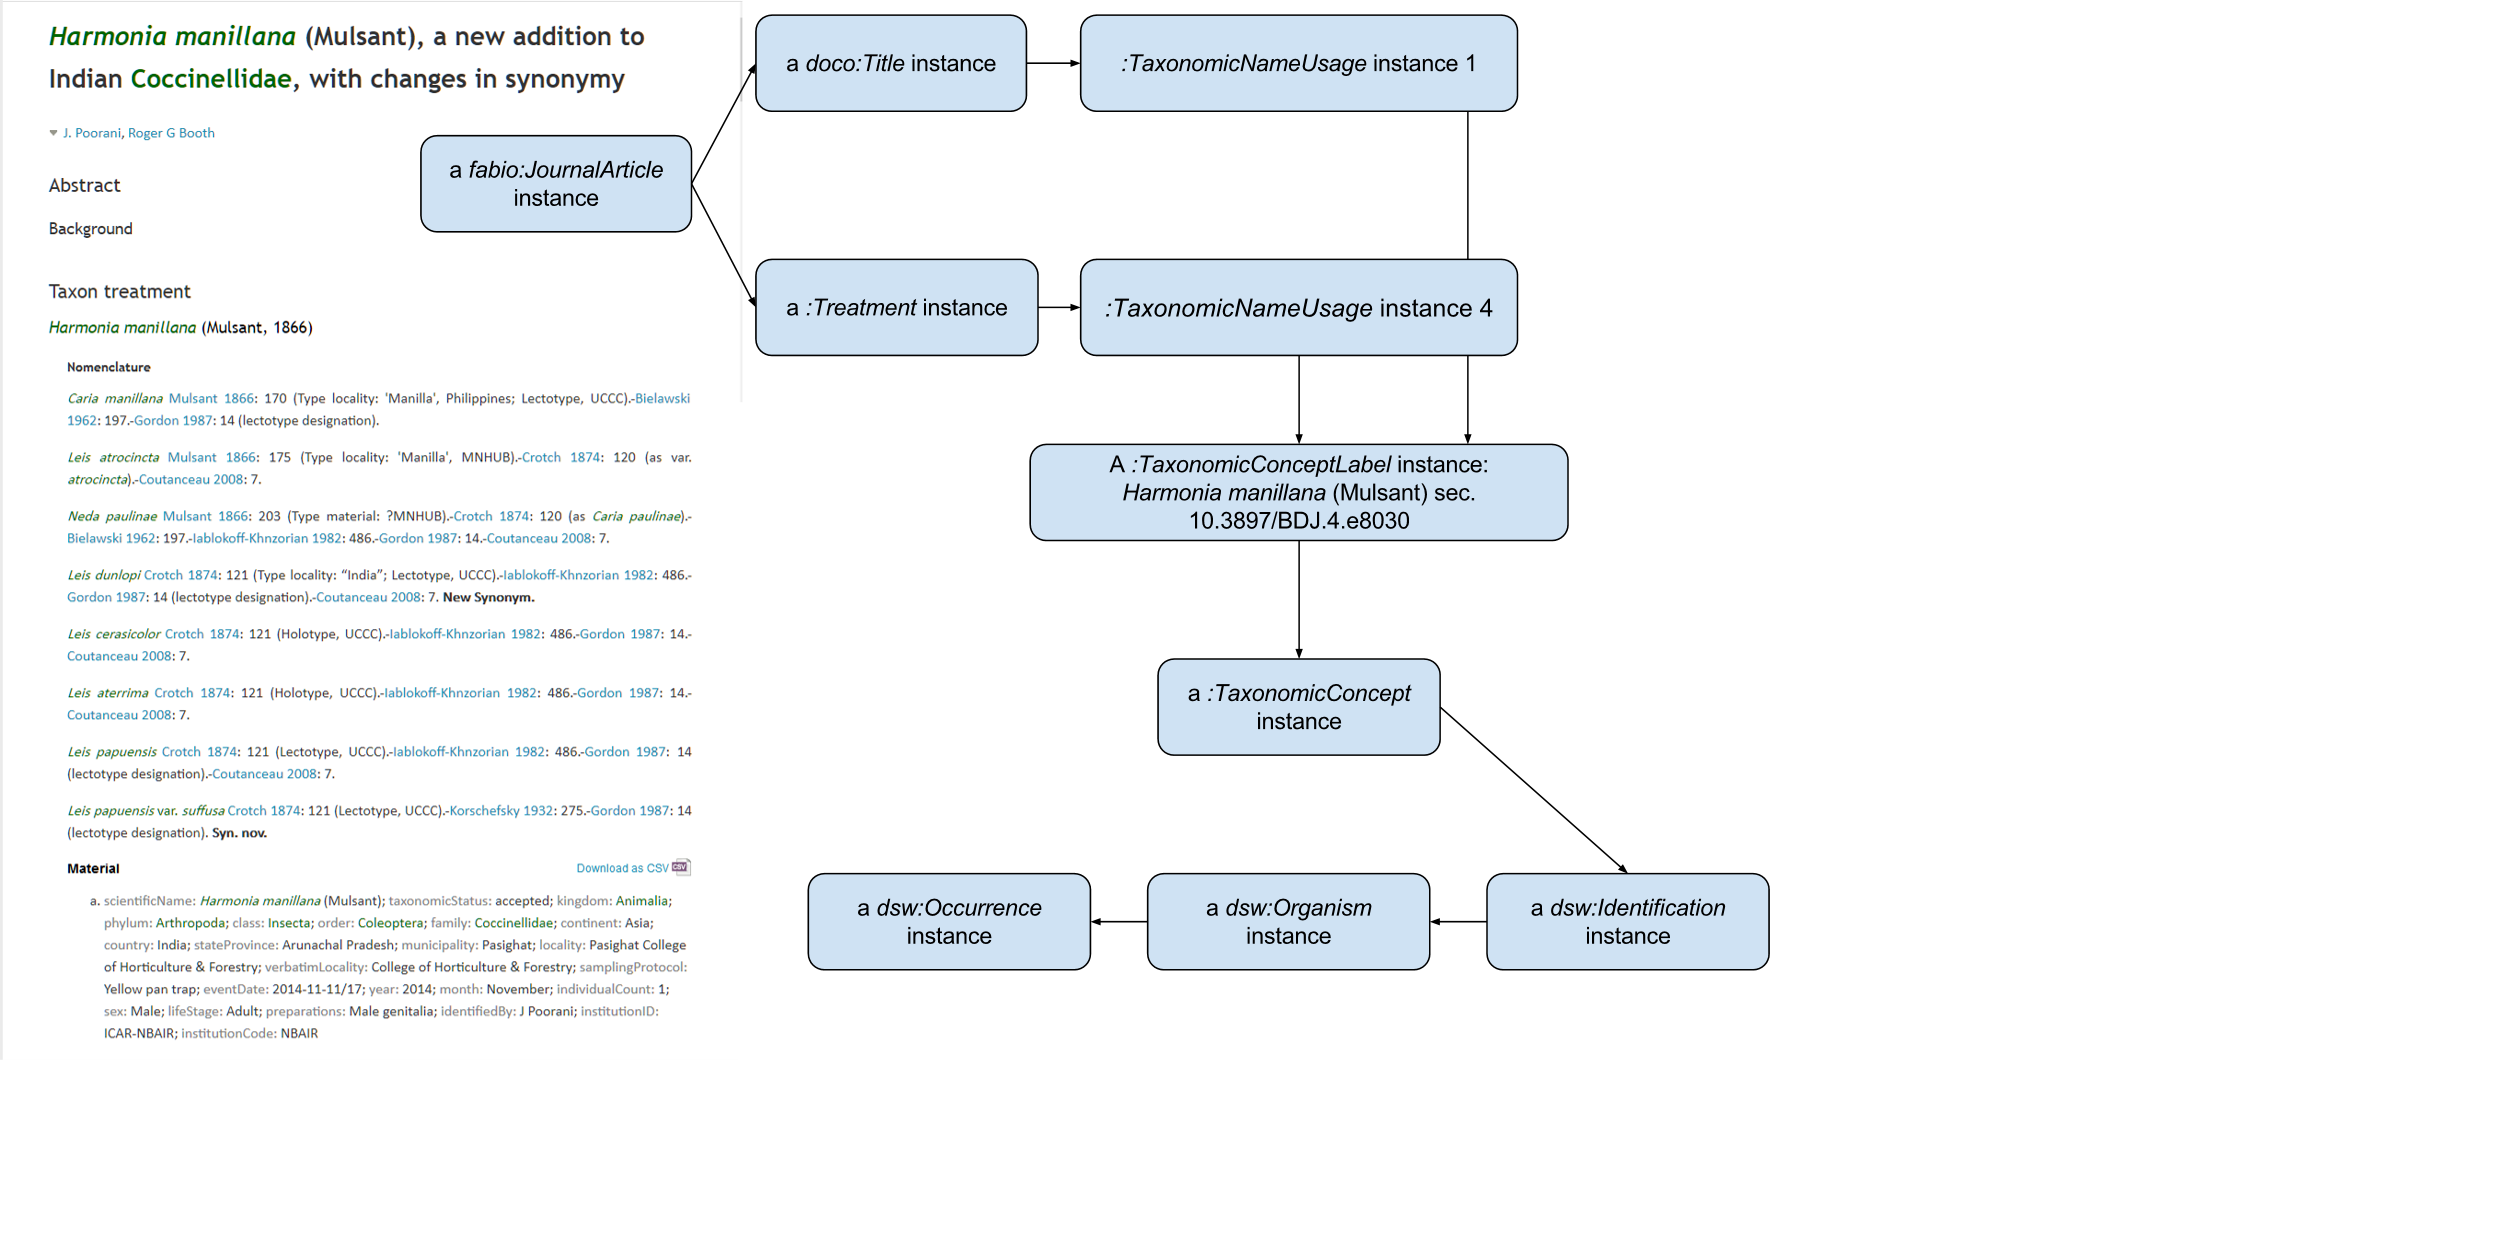 Harmonia manillana (Mulsant), a new addition to
Indian Coccinellidae, with changes in synonymy
J. Poorani, Roger G Booth
Abstract
Background
Taxon treatment
Harmonia manillana (Mulsant, 1866)
Nomenclature
Caria manillana Mulsant 1866: 170 (Type locality: 'Manilla', Philippines; Lectotype, UCCC).-Bielawski
1962: 197.-Gordon 1987: 14 (lectotype designation).
Leis atrocincta Mulsant 1866: 175 (Type locality: 'Manilla', MNHUB).-Crotch 1874: 120 (as var.
atrocincta).-Coutanceau 2008: 7.
Neda paulinae Mulsant 1866: 203 (Type material: ?MNHUB).-Crotch 1874: 120 (as Caria paulinae).-
Bielawski 1962: 197.-Iablokoff-Khnzorian 1982: 486.-Gordon 1987: 14.-Coutanceau 2008: 7.
Leis dunlopi Crotch 1874: 121 (Type locality: “India”; Lectotype, UCCC).-Iablokoff-Khnzorian 1982: 486.-
Gordon 1987: 14 (lectotype designation).-Coutanceau 2008: 7. New Synonym.
Leis cerasicolor Crotch 1874: 121 (Holotype, UCCC).-Iablokoff-Khnzorian 1982: 486.-Gordon 1987: 14.-
Coutanceau 2008: 7.
Leis aterrima Crotch 1874: 121 (Holotype, UCCC).-Iablokoff-Khnzorian 1982: 486.-Gordon 1987: 14.-
Coutanceau 2008: 7.
Leis papuensis Crotch 1874: 121 (Lectotype, UCCC).-Iablokoff-Khnzorian 1982: 486.-Gordon 1987: 14
(lectotype designation).-Coutanceau 2008: 7.
Leis papuensis var. suffusa Crotch 1874: 121 (Lectotype, UCCC).-Korschefsky 1932: 275.-Gordon 1987: 14
(lectotype designation). Syn. nov.
Material
Download as CSV
CSV
a. scientificName: Harmonia manillana (Mulsant); taxonomicStatus: accepted; kingdom: Animalia;
phylum: Arthropoda; class: Insecta; order: Coleoptera; family: Coccinellidae; continent: Asia;
country: India; stateProvince: Arunachal Pradesh; municipality: Pasighat; locality: Pasighat College
of Horticulture & Forestry; verbatimLocality: College of Horticulture & Forestry; samplingProtocol:
Yellow pan trap; eventDate: 2014-11-11/17; year: 2014; month: November; individualCount: 1;
sex: Male; lifeStage: Adult; preparations: Male genitalia; identifiedBy: J Poorani; institutionID:
ICAR-NBAIR; institutionCode: NBAIR
a fabio:JournalArticle
instance
a doco:Title instance
:TaxonomicNameUsage instance 1
a :Treatment instance
:TaxonomicNameUsage instance 4
A :TaxonomicConceptLabel instance:
Harmonia manillana (Mulsant) sec.
10.3897/BDJ.4.e8030
a :TaxonomicConcept
instance
a dsw:Occurrence
instance
a dsw:Organism
instance
a dsw:Identification
instance